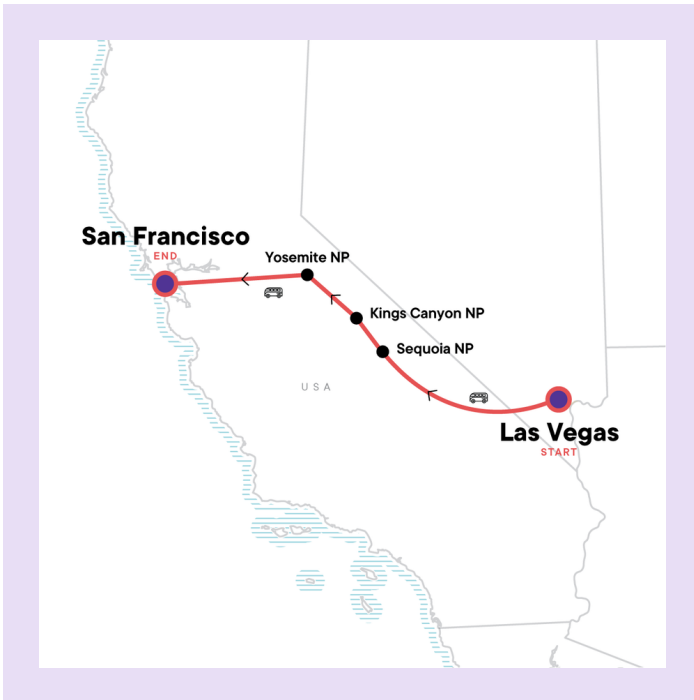 San Francisco
END
Yosemite NP
Kings Canyon NP
Sequoia NP
USA
Las Vegas
START